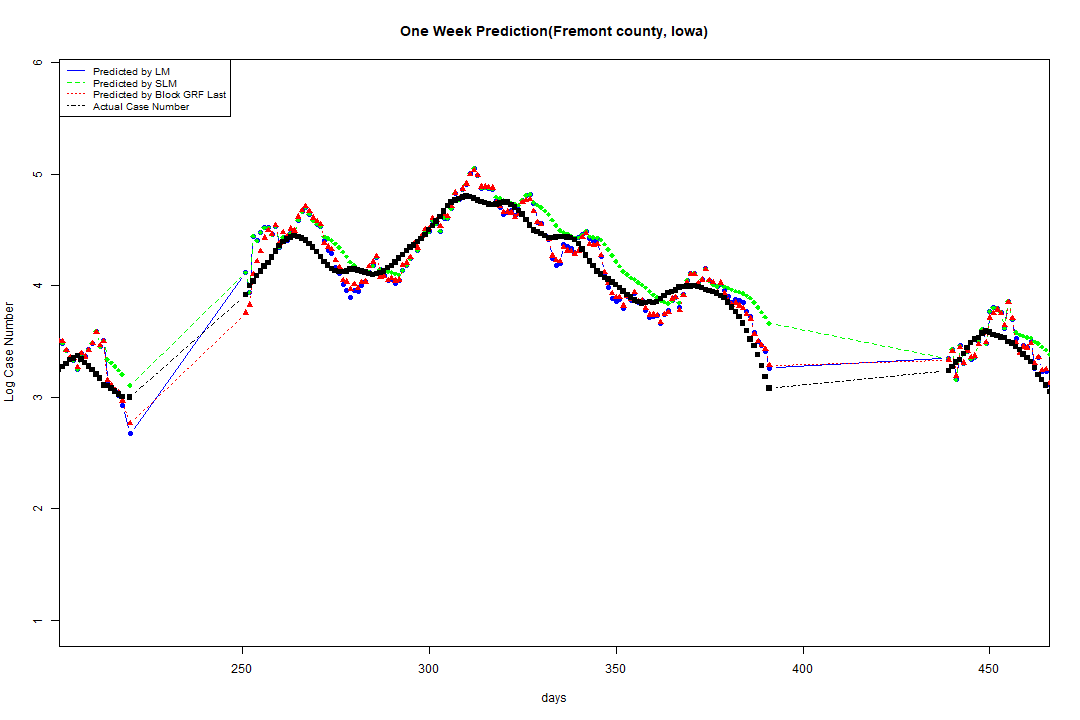 One Week Prediction(Fremont county, Iowa)
Predicted by LM
Predicted by SLM
Predicted by Block GRF Last
Actual Case Number
6
5
4
3
2
1
Log Case Number
250 300 350 400 450
days